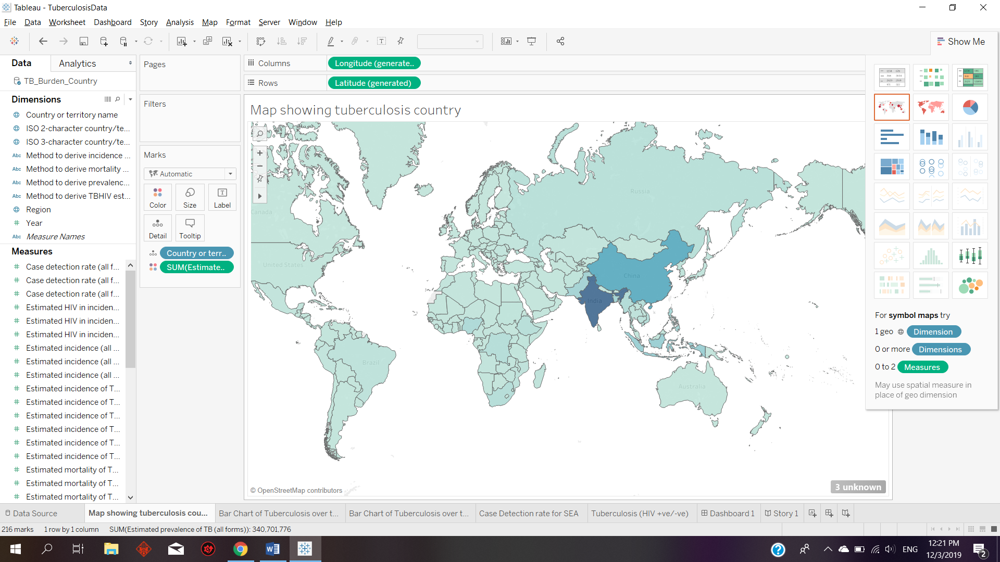 Tableau - TuberculosisData
File Data Worksheet Dashboard Story Analysis Map Format Server Window Help
Show Me
Data Analytics
TB_Burden_Country
Dimensions
Country or territory name
ISO 2-character country/te...
ISO 3-character country/te...
Abc Method to derive incidence ...
Abc Method to derive mortality ...
Abc Method to derive prevalenc...
Abc Method to derive TBHIV est...
Region
Year
Abc Measure Names
Measures
Case detection rate (all f...
Case detection rate (all f...
Case detection rate (all f...
Estimated HIV in inciden...
Estimated HIV in inciden...
Estimated HIV in inciden...
Estimated incidence (all ...
Estimated incidence (all ...
Estimated incidence (all ...
Estimated incidence of T...
Estimated incidence of T...
Estimated incidence of T...
Estimated incidence of T...
Estimated incidence of T...
Estimated incidence of T...
Estimated mortality of T...
Estimated mortality of T...
Estimated mortality of T...
Pages
Filters
Marks
Automatic
Color Size Label
Detail Tooltip
Country or terr..
SUM(Estimate..
Columns Longitude (generate..
Rows Latitude (generated)
Map showing tuberculosis country
Canada
Russia
United States
China
India
Brazil
Australia
© OpenStreetMap contributors
3 unknown
For symbol maps try
1 geo Dimension
0 or more Dimensions
0 to 2 Measures
May use spatial measure in
place of geo dimension
Data Source Map showing tuberculosis cou... Bar Chart of Tuberculosis over t... Bar Chart of Tuberculosis over t... Case Detection rate for SEA Tuberculosis (HIV +ve/-ve) Dashboard 1 Story 1
216 marks 1 row by 1 column SUM(Estimated prevalence of TB (all forms)): 340,701,776
ENG
12:21 PM
12/3/2019
2